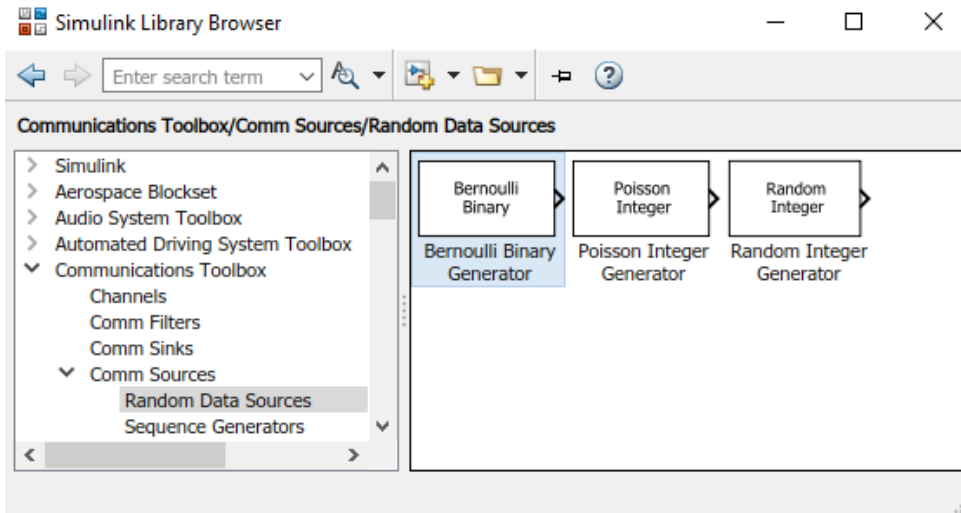 Simulink Library Browser
Enter search term
Communications Toolbox/Comm Sources/Random Data Sources
Simulink
Aerospace Blockset
Audio System Toolbox
Automated Driving System Toolbox
Communications Toolbox
Channels
Comm Filters
Comm Sinks
Comm Sources
Random Data Sources
Sequence Generators
Bernoulli
Binary
Bernoulli Binary
Generator
Poisson
Integer
Poisson Integer
Generator
Random
Integer
Random Integer
Generator